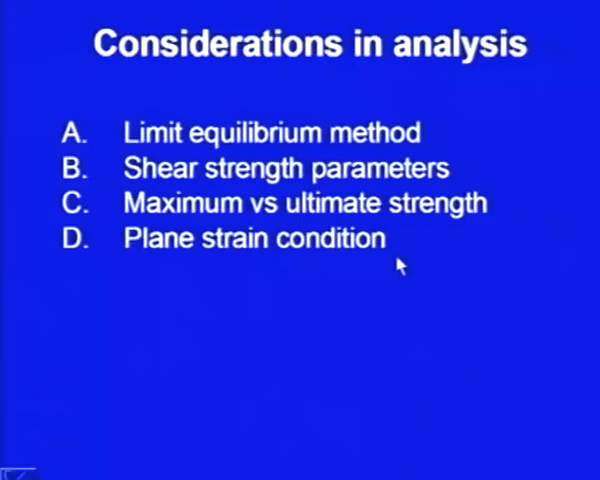 Considerations in analysis
A. Limit equilibrium method
B. Shear strength parameters
C. Maximum vs ultimate strength
D. Plane strain condition